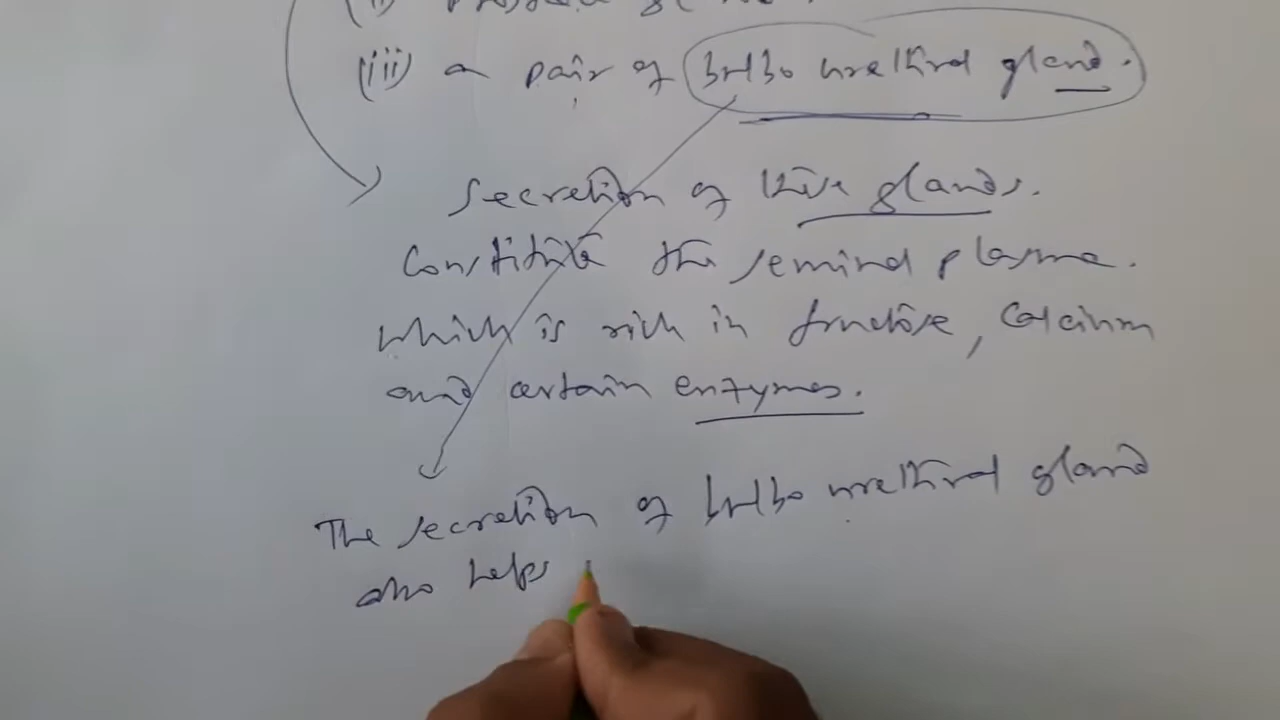 (iii) a pair of bulbo urethral gland.
secretion of this glands.
Constitute the seminal plasma.
which is rich in fructose, Calcium
and certain enzymes.
The secretion of bulbo urethral gland
also helps